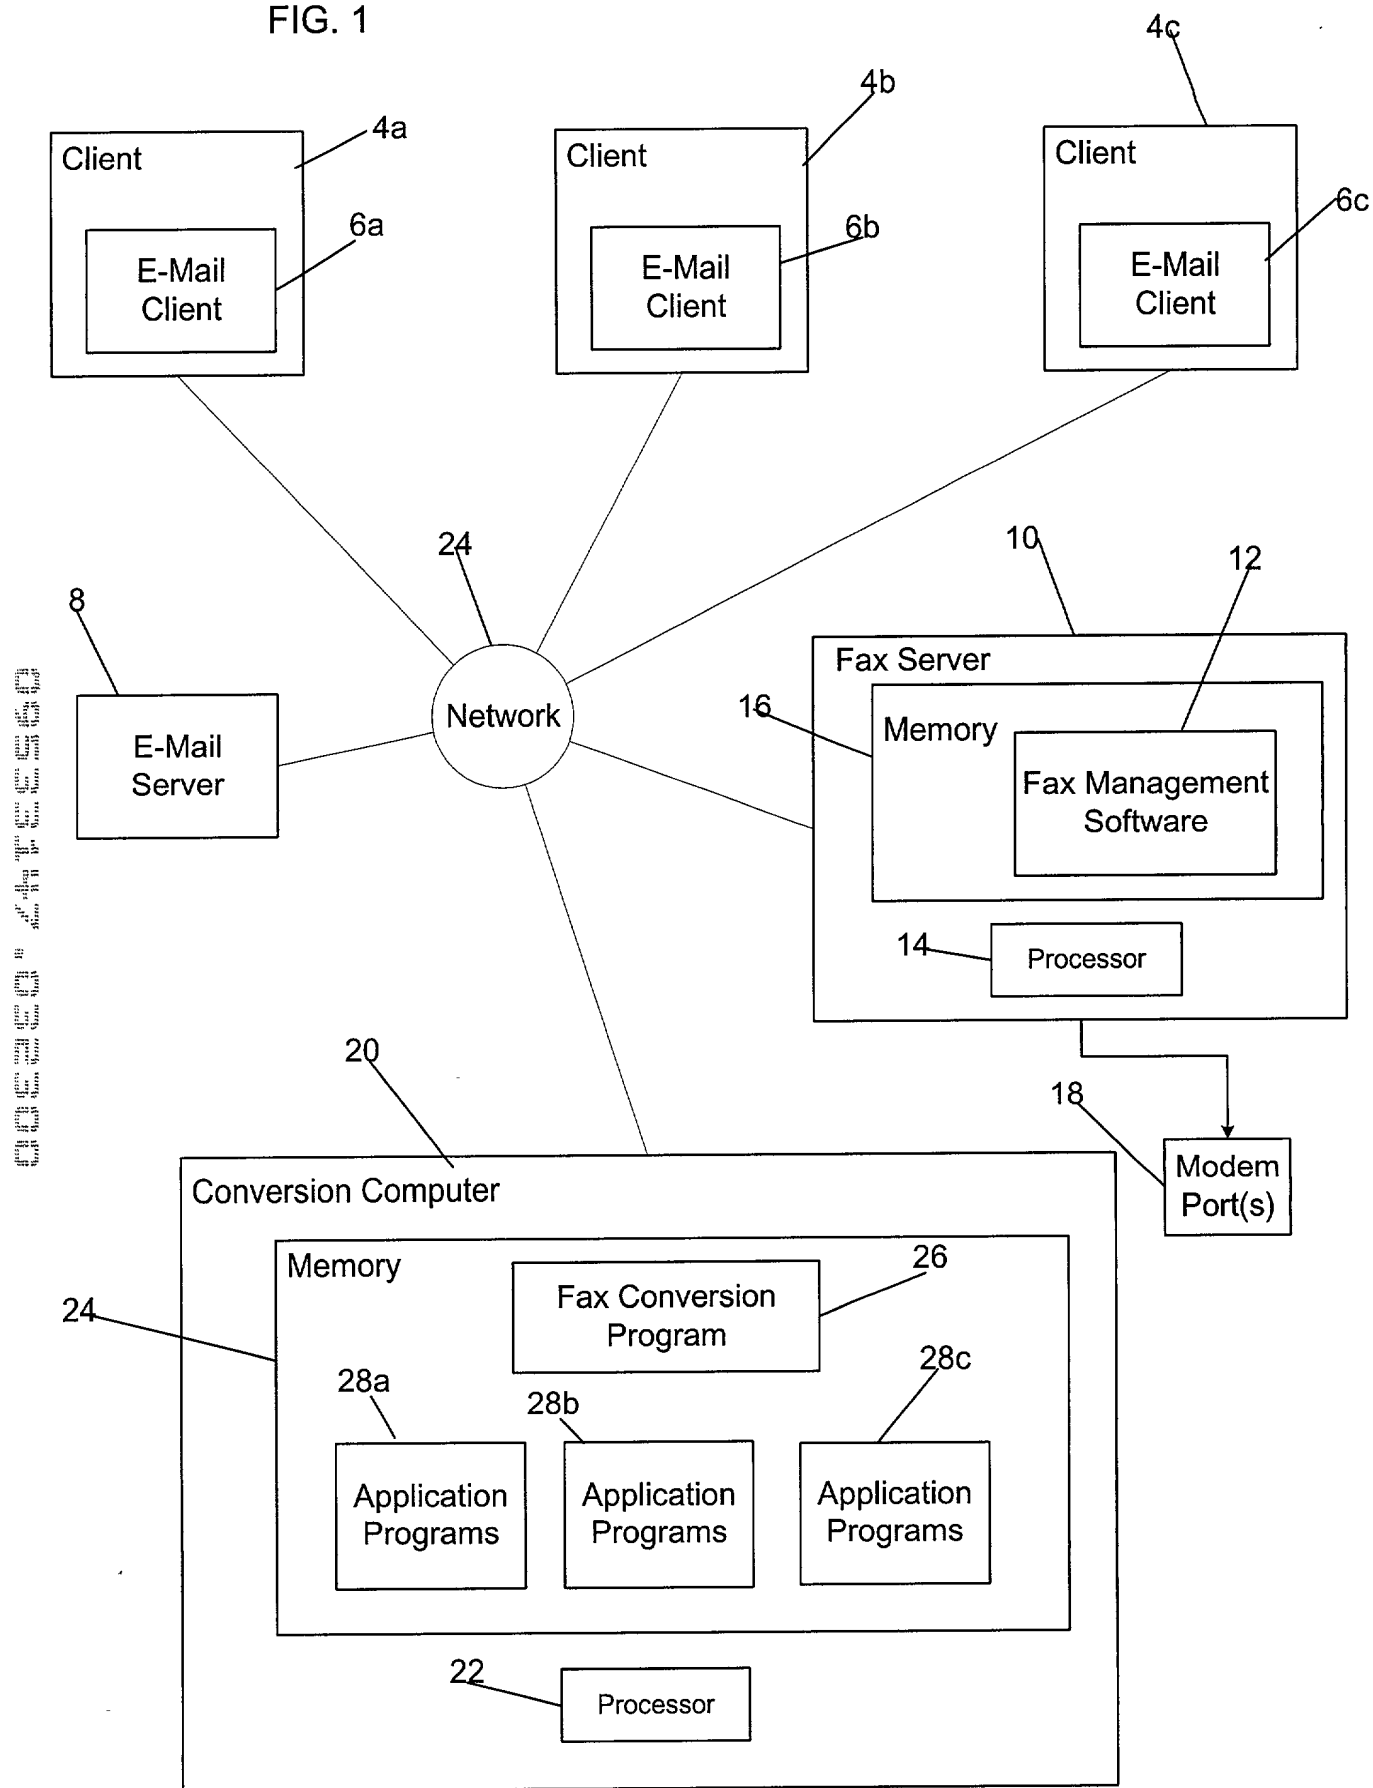 FIG. 1
4a
4b
4c
Client
Client
Client
6a
6b
6c
E-Mail
Client
E-Mail
Client
E-Mail
Client
24
10
12
8
Network
E-Mail
Server
Fax Server
16
Memory
Fax Management
Software
14
Processor
18
Modem
Port(s)
20
Conversion Computer
24
Memory
26
Fax Conversion
Program
28a
28b
28c
Application
Programs
Application
Programs
Application
Programs
22
Processor